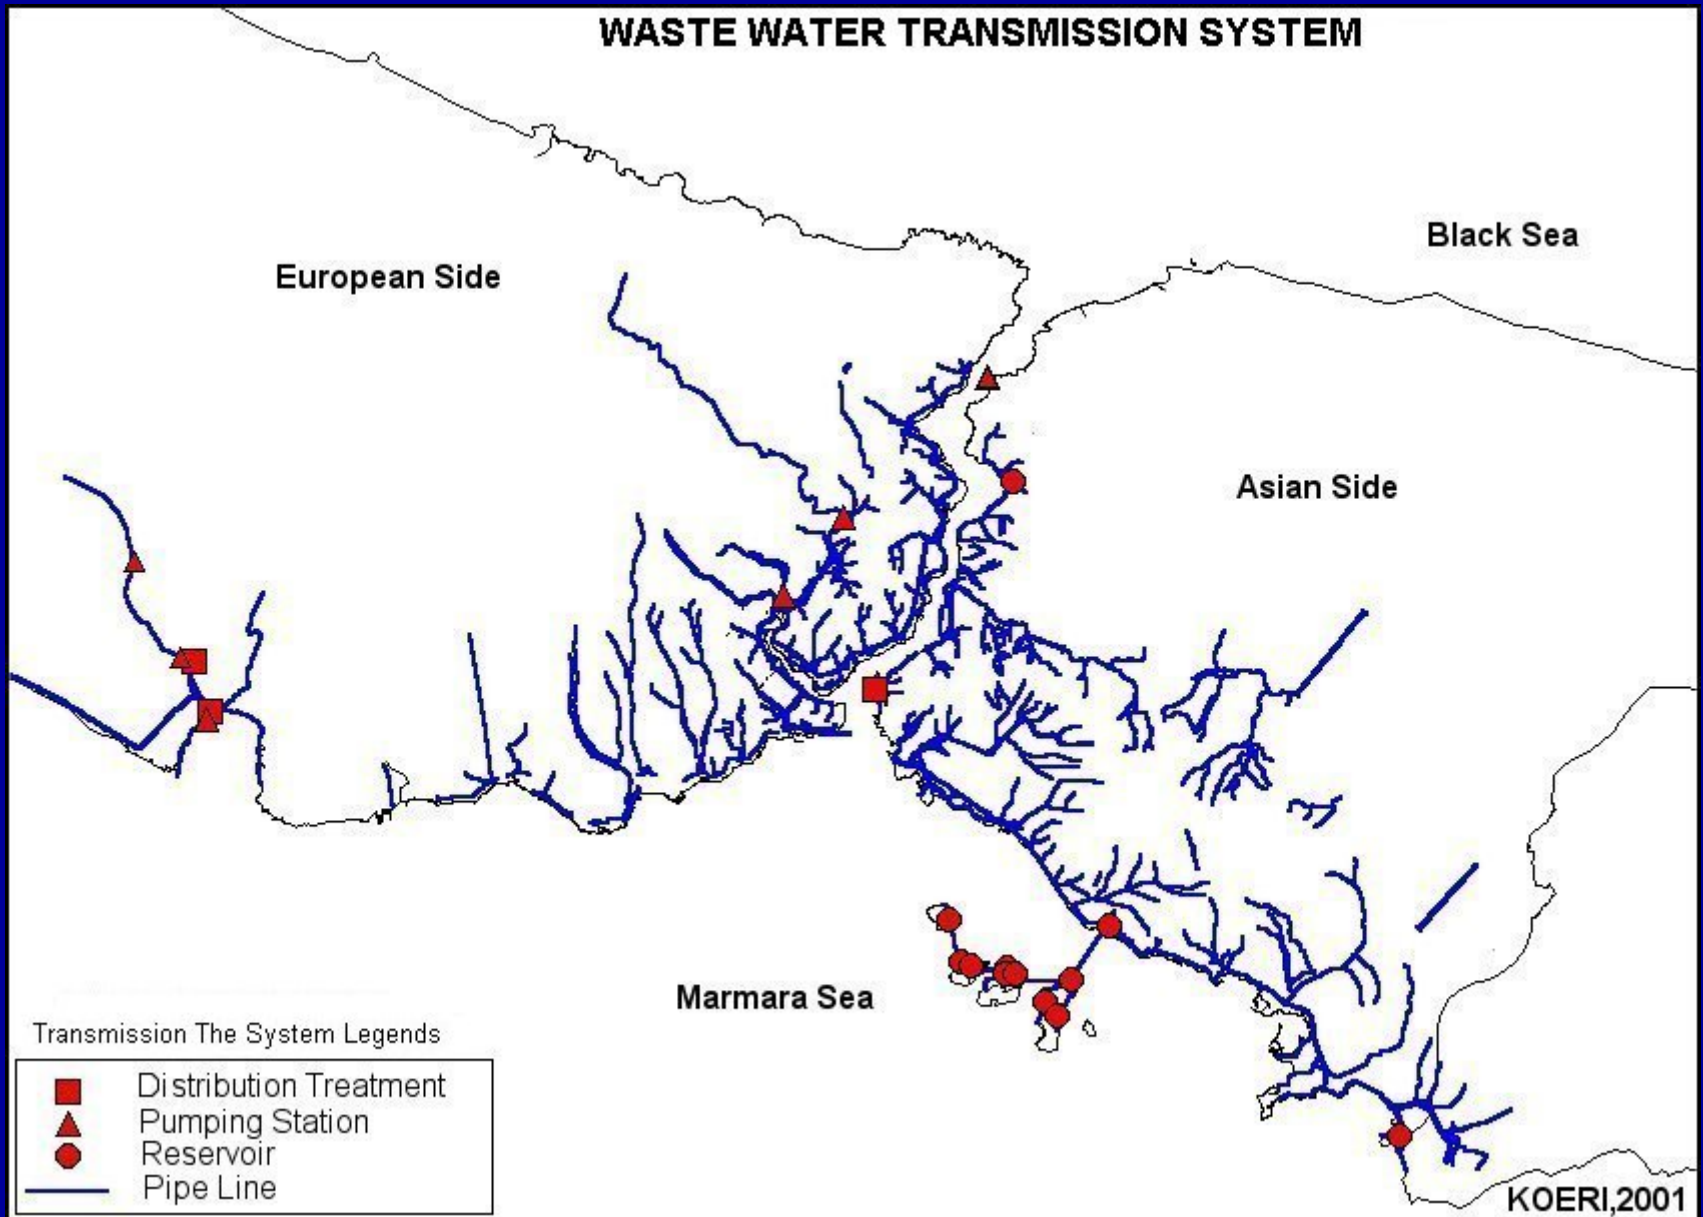 WASTE WATER TRANSMISSION SYSTEM
Black Sea
European Side
Asian Side
Marmara Sea
Transmission The System Legends
Distribution Treatment
Pumping Station
Reservoir
Pipe Line
KOERI,2001